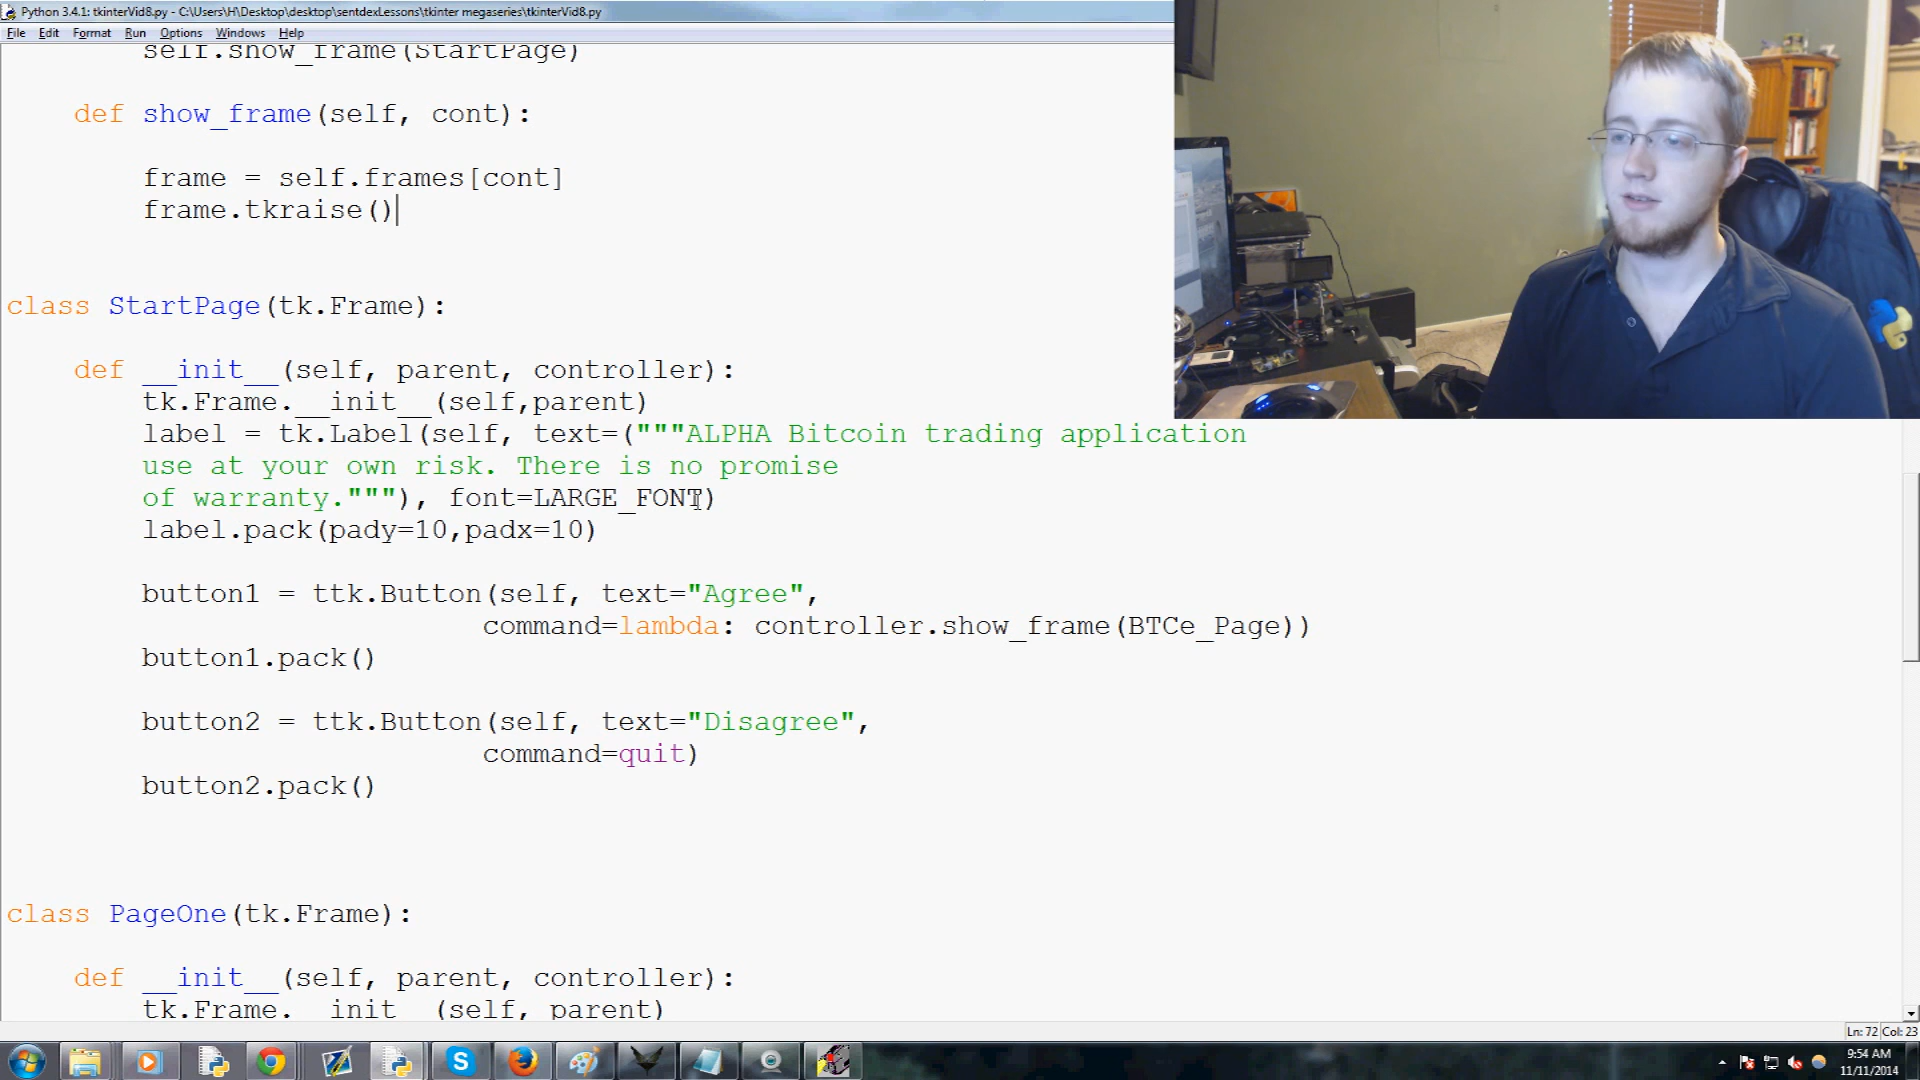 Python 3.4.1: tkinterVid8.py - C:\Users\H\Desktop\desktop\sentdexLessons\tkinter megaseries\tkinterVid8.py
File Edit Format Run Options Windows Help
self.show_frame(StartPage)
def show_frame(self, cont):
frame = self.frames[cont]
frame.tkraise()
class StartPage(tk.Frame):
def __init__(self, parent, controller):
tk.Frame.__init__(self,parent)
label = tk.Label(self, text=("""ALPHA Bitcoin trading application
use at your own risk. There is no promise
of warranty."""), font=LARGE_FONT)
label.pack(pady=10,padx=10)
button1 = ttk.Button(self, text="Agree",
command=lambda: controller.show_frame(BTCe_Page))
button1.pack()
button2 = ttk.Button(self, text="Disagree",
command=quit)
button2.pack()
class PageOne(tk.Frame):
def __init__(self, parent, controller):
tk.Frame.__init__(self, parent)
Ln: 72 Col: 23
9:54 AM
11/11/2014